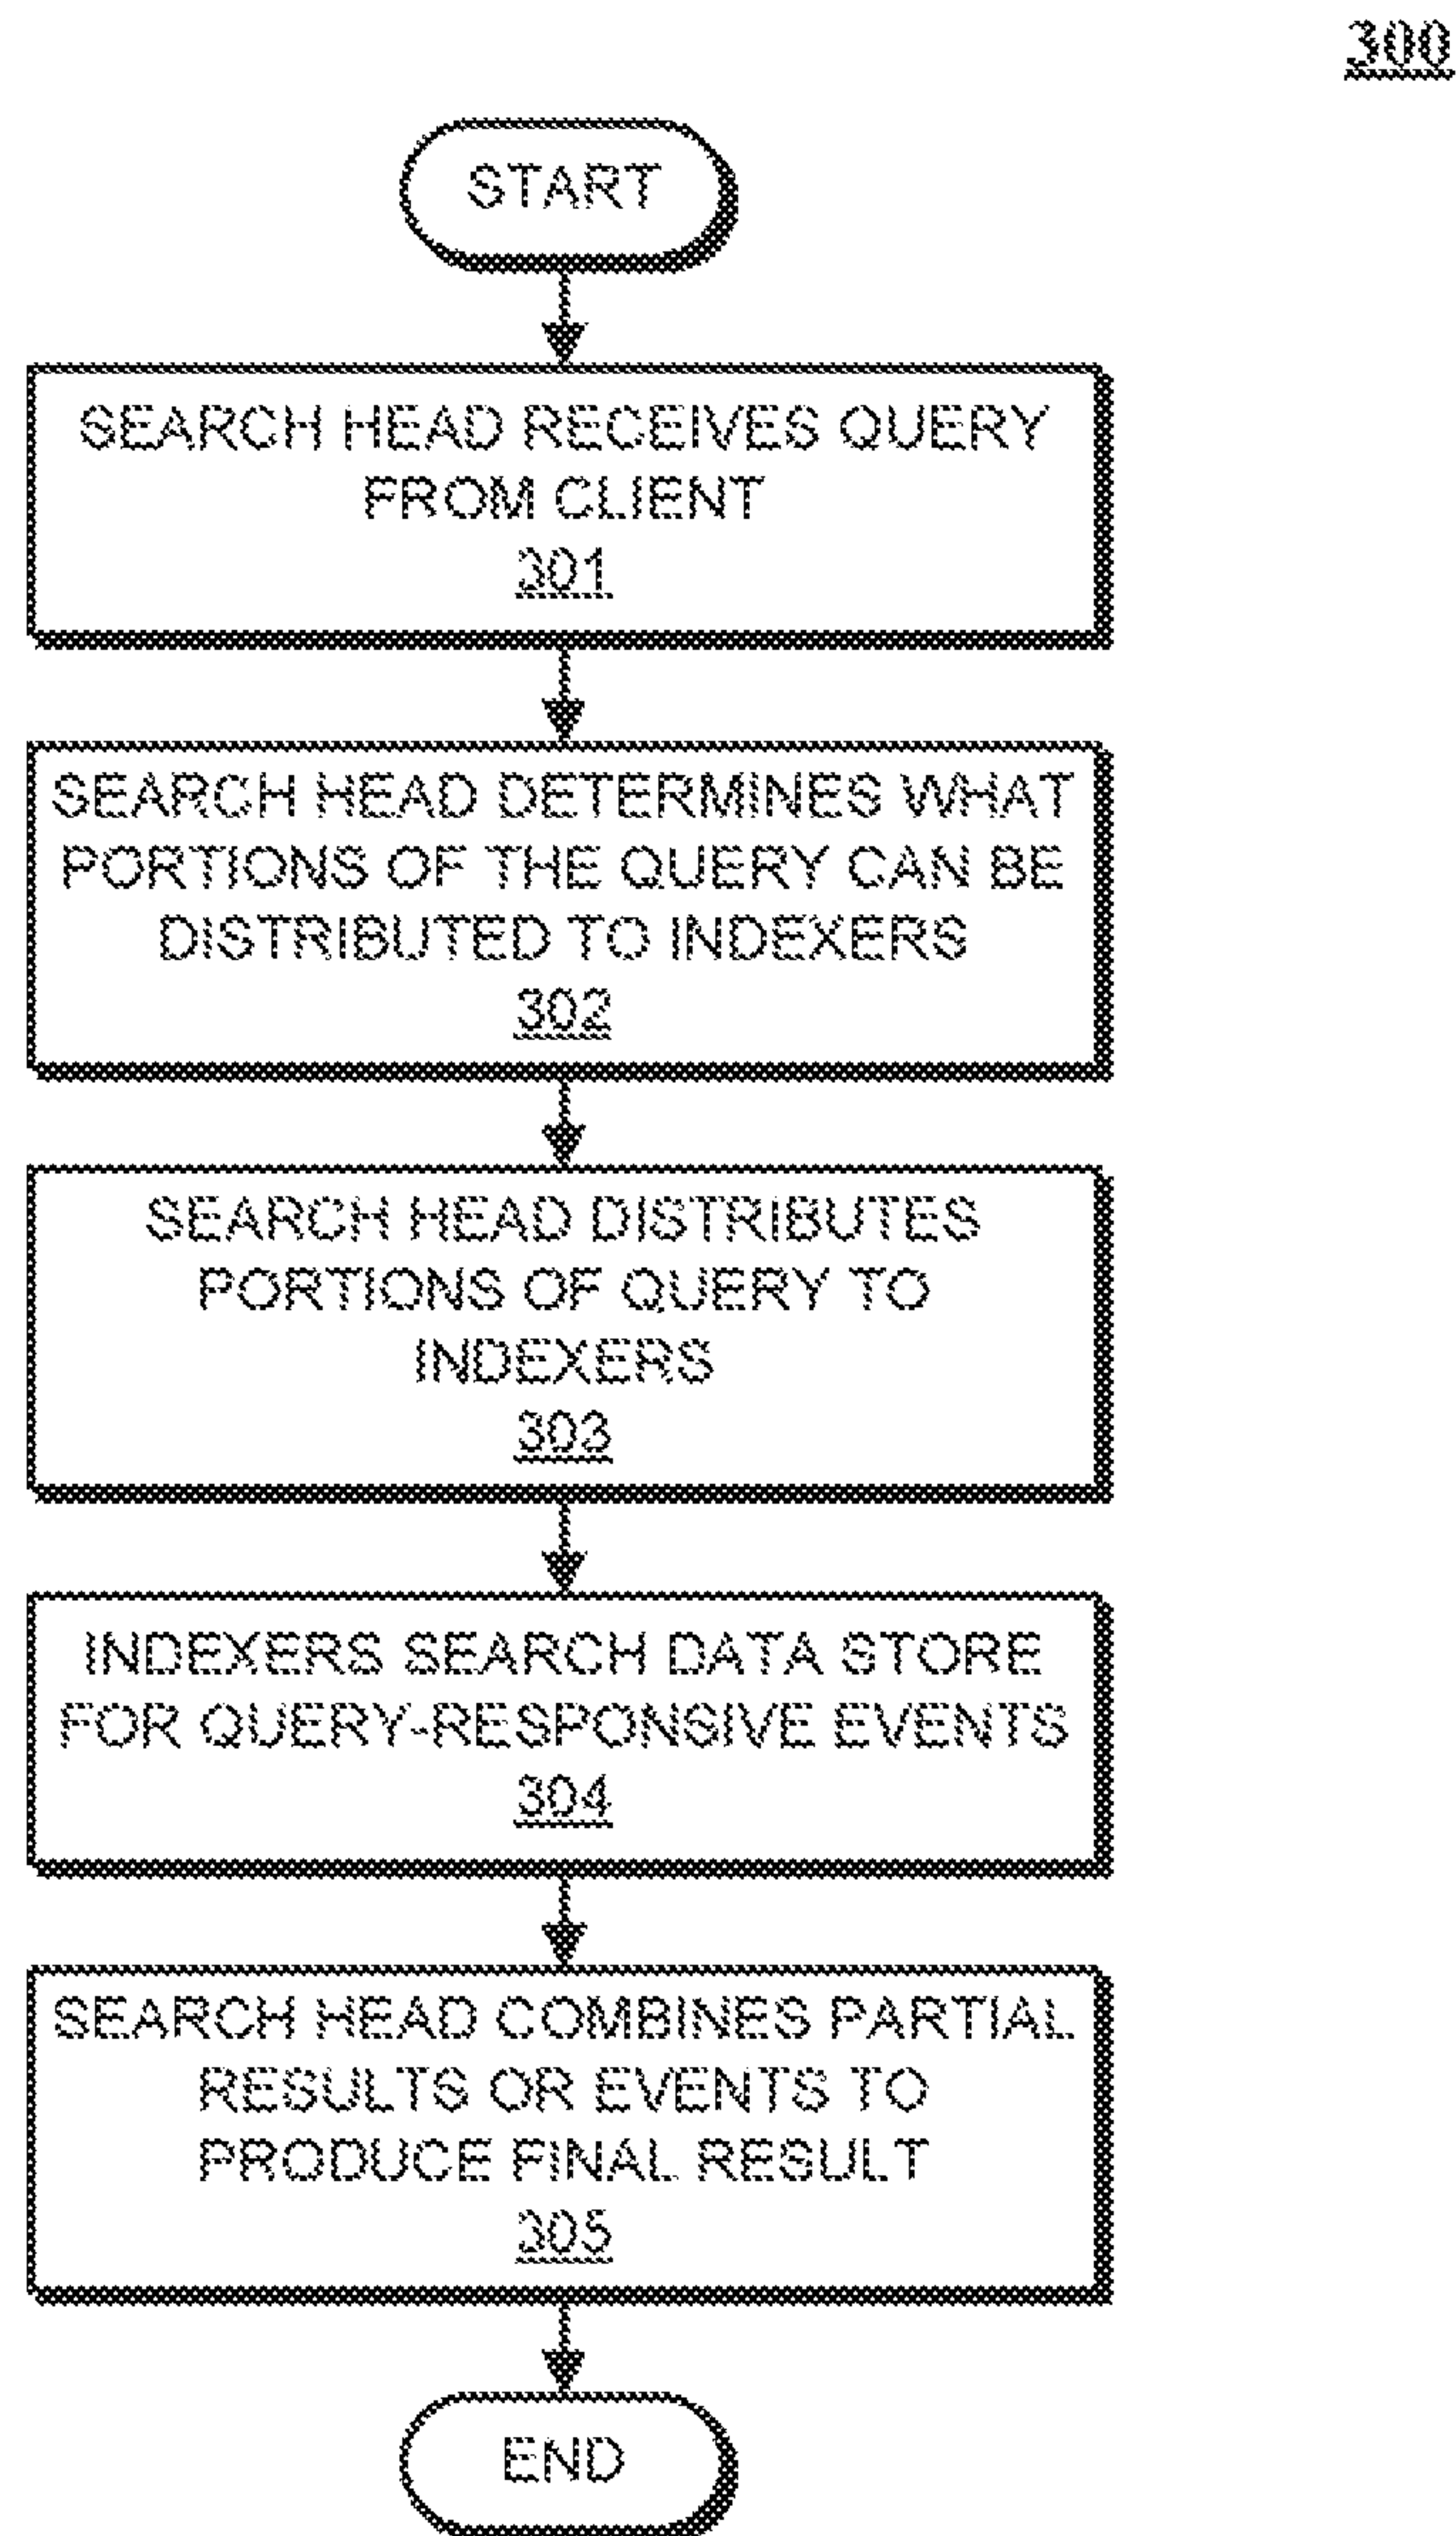 300
START
SEARCH HEAD RECEIVES QUERY
FROM CLIENT
301
SEARCH HEAD DETERMINES WHAT
PORTIONS OF THE QUERY CAN BE
DISTRIBUTED TO INDEXERS
302
SEARCH HEAD DISTRIBUTES
PORTIONS OF QUERY TO
INDEXERS
303
INDEXERS SEARCH DATA STORE
FOR QUERY-RESPONSIVE EVENTS
304
SEARCH HEAD COMBINES PARTIAL
RESULTS OR EVENTS TO
PRODUCE FINAL RESULT
305
END